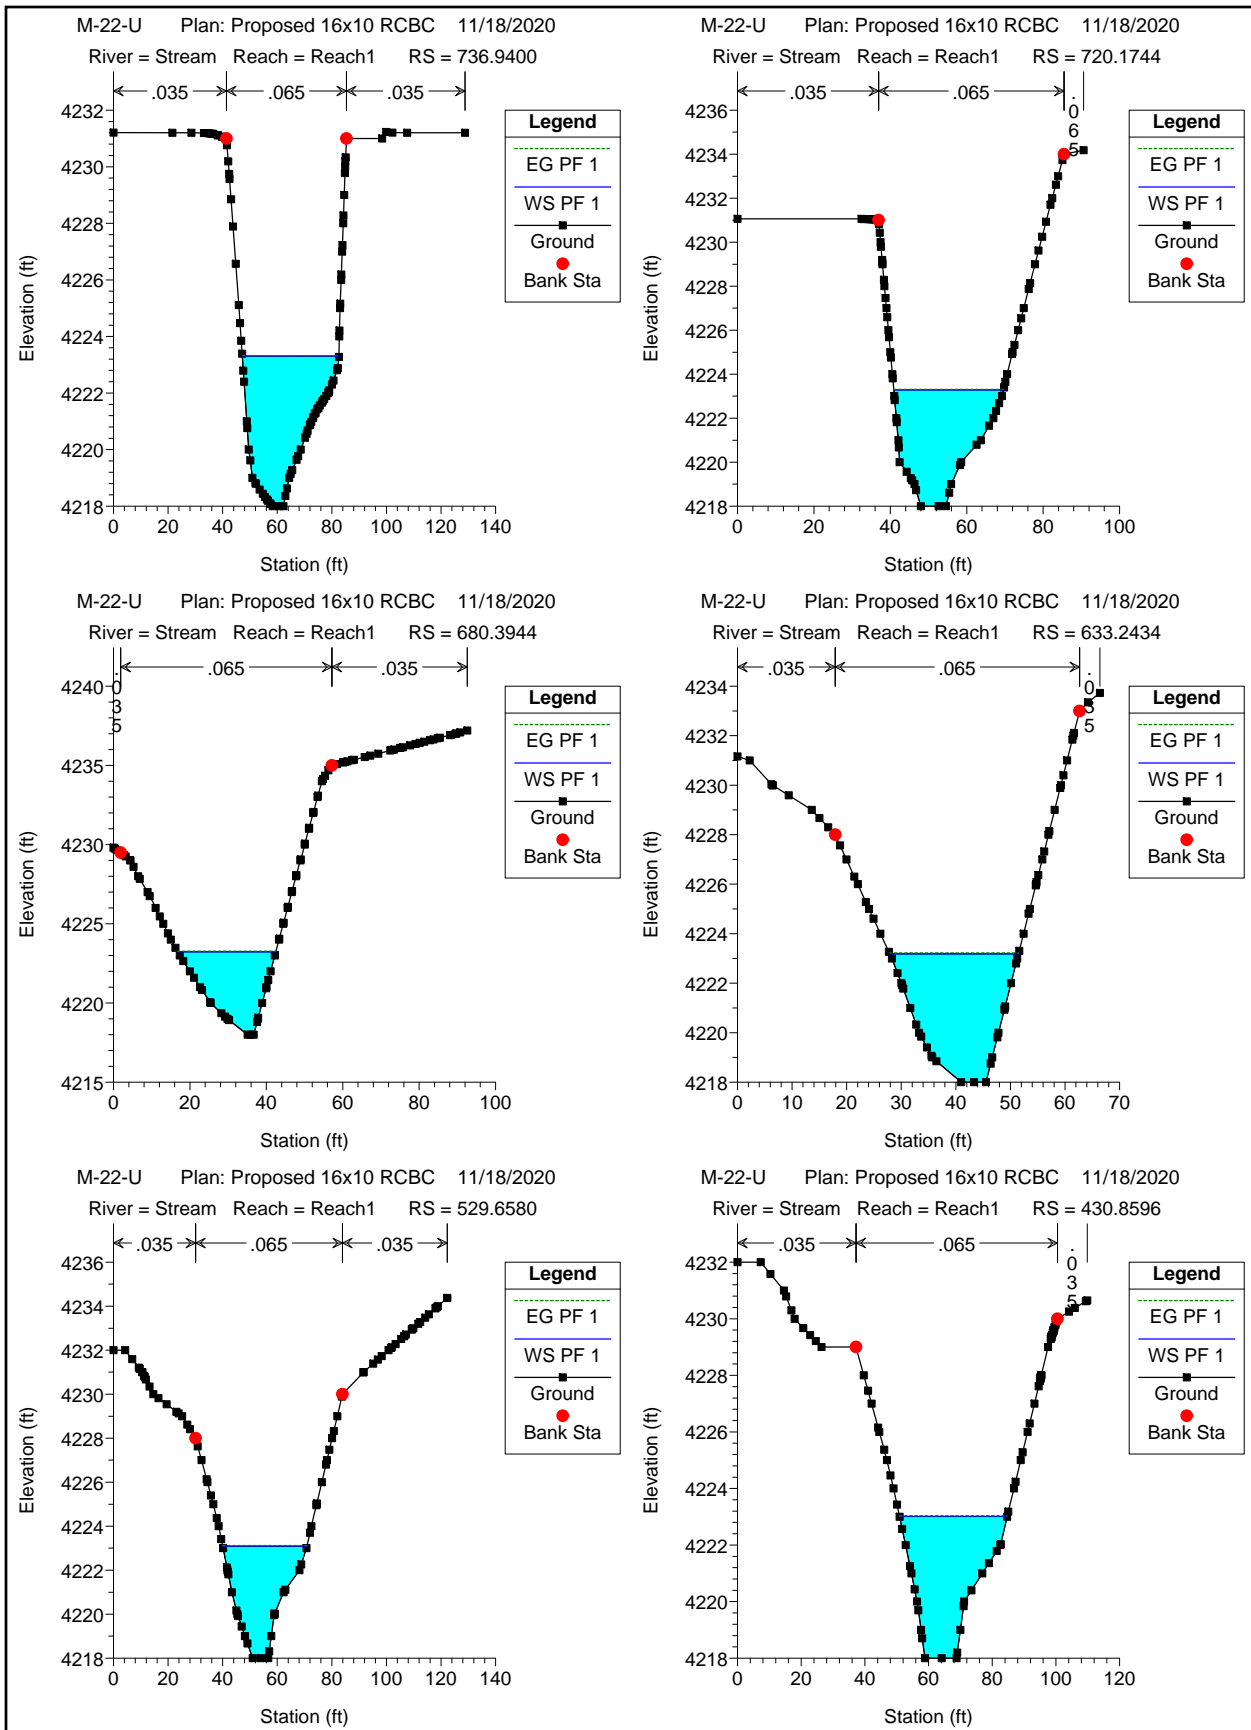 M-22-U Plan: Proposed 16x10 RCBC 11/18/2020
River = Stream Reach = Reach1 RS = 736.9400
.035 .065 .035
4232
4230
4228
4226
4224
4222
4220
4218
Elevation (ft)
0 20 40 60 80 100 120 140
Station (ft)
Legend
EG PF 1
WS PF 1
Ground
Bank Sta
M-22-U Plan: Proposed 16x10 RCBC 11/18/2020
River = Stream Reach = Reach1 RS = 720.1744
.035 .065 .065
4236
4234
4232
4230
4228
4226
4224
4222
4220
4218
Elevation (ft)
0 20 40 60 80 100
Station (ft)
Legend
EG PF 1
WS PF 1
Ground
Bank Sta
M-22-U Plan: Proposed 16x10 RCBC 11/18/2020
River = Stream Reach = Reach1 RS = 680.3944
.035 .065 .035
4240
4235
4230
4225
4220
4215
Elevation (ft)
0 20 40 60 80 100
Station (ft)
Legend
EG PF 1
WS PF 1
Ground
Bank Sta
M-22-U Plan: Proposed 16x10 RCBC 11/18/2020
River = Stream Reach = Reach1 RS = 633.2434
.035 .065 .035
4234
4232
4230
4228
4226
4224
4222
4220
4218
Elevation (ft)
0 10 20 30 40 50 60 70
Station (ft)
Legend
EG PF 1
WS PF 1
Ground
Bank Sta
M-22-U Plan: Proposed 16x10 RCBC 11/18/2020
River = Stream Reach = Reach1 RS = 529.6580
.035 .065 .035
4236
4234
4232
4230
4228
4226
4224
4222
4220
4218
Elevation (ft)
0 20 40 60 80 100 120 140
Station (ft)
Legend
EG PF 1
WS PF 1
Ground
Bank Sta
M-22-U Plan: Proposed 16x10 RCBC 11/18/2020
River = Stream Reach = Reach1 RS = 430.8596
.035 .065 .035
4232
4230
4228
4226
4224
4222
4220
4218
Elevation (ft)
0 20 40 60 80 100 120
Station (ft)
Legend
EG PF 1
WS PF 1
Ground
Bank Sta